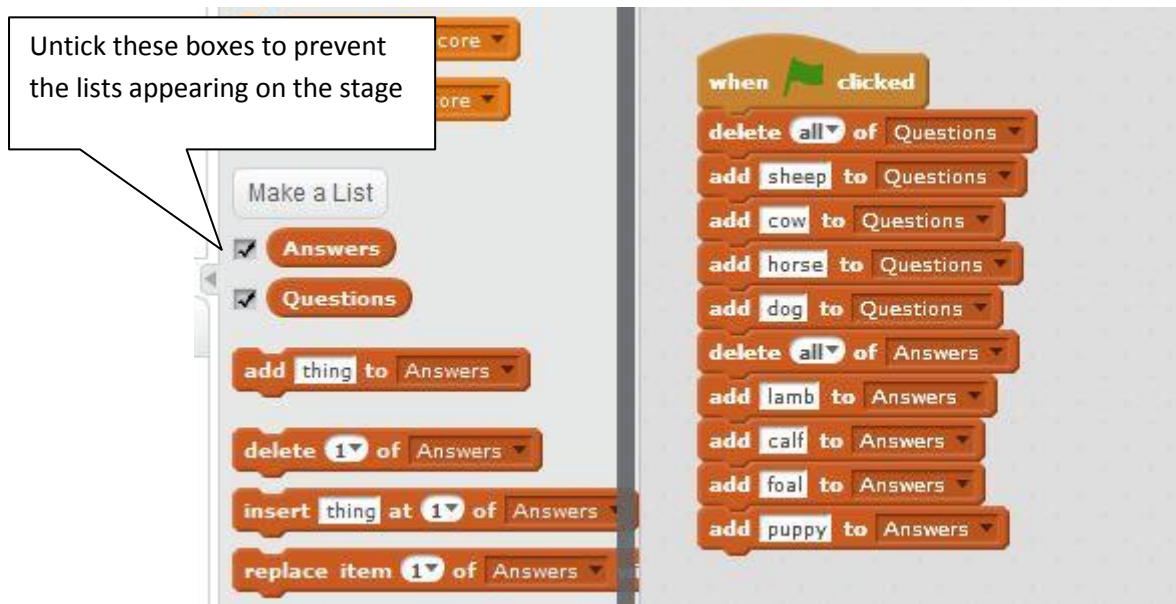 Untick these boxes to prevent
the lists appearing on the stage
core
ore
Make a List
Answers
Questions
add thing to Answers
delete 1 of Answers
insert thing at 1 of Answers
replace item 1 of Answers
when clicked
delete all of Questions
add sheep to Questions
add cow to Questions
add horse to Questions
add dog to Questions
delete all of Answers
add lamb to Answers
add calf to Answers
add foal to Answers
add puppy to Answers